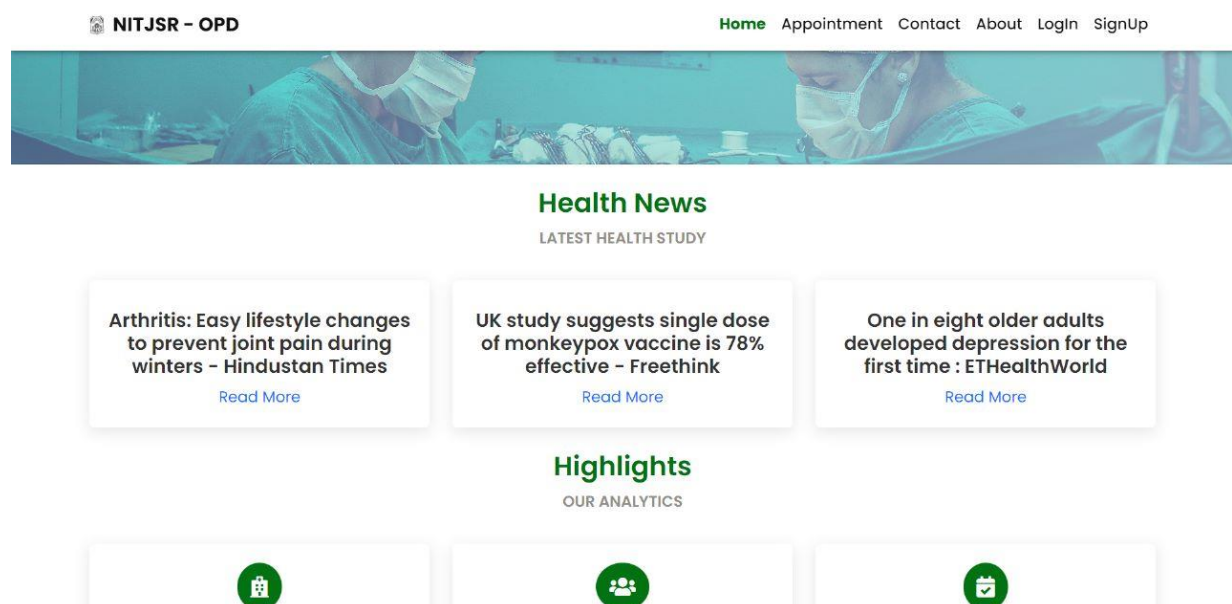 NITJSR - OPD
Home Appointment Contact About LogIn SignUp
Health News
LATEST HEALTH STUDY
Arthritis: Easy lifestyle changes
to prevent joint pain during
winters - Hindustan Times
Read More
UK study suggests single dose
of monkeypox vaccine is 78%
effective - Freethink
Read More
One in eight older adults
developed depression for the
first time : ETHealthWorld
Read More
Highlights
OUR ANALYTICS